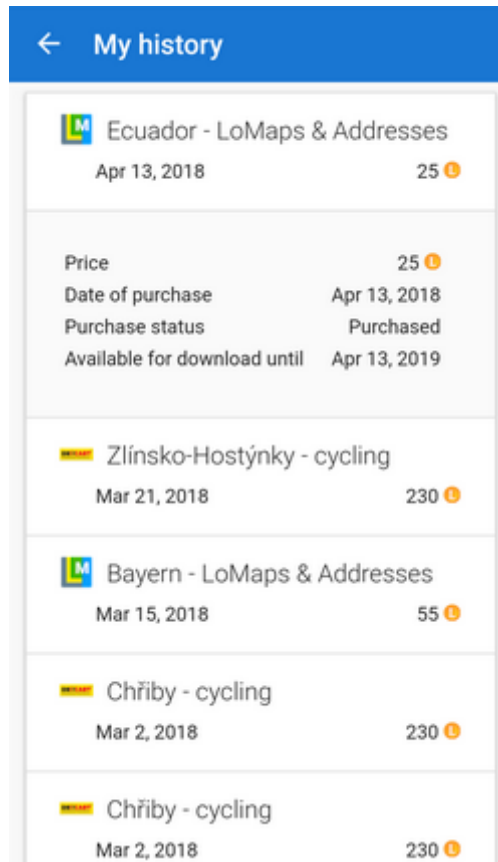 My history
LM Ecuador - LoMaps & Addresses
Apr 13, 2018 25 L
Price 25 L
Date of purchase Apr 13, 2018
Purchase status Purchased
Available for download until Apr 13, 2019
Zlínsko-Hostýnky - cycling
Mar 21, 2018 230 L
LM Bayern - LoMaps & Addresses
Mar 15, 2018 55 L
Chřiby - cycling
Mar 2, 2018 230 L
Chřiby - cycling
Mar 2, 2018 230 L